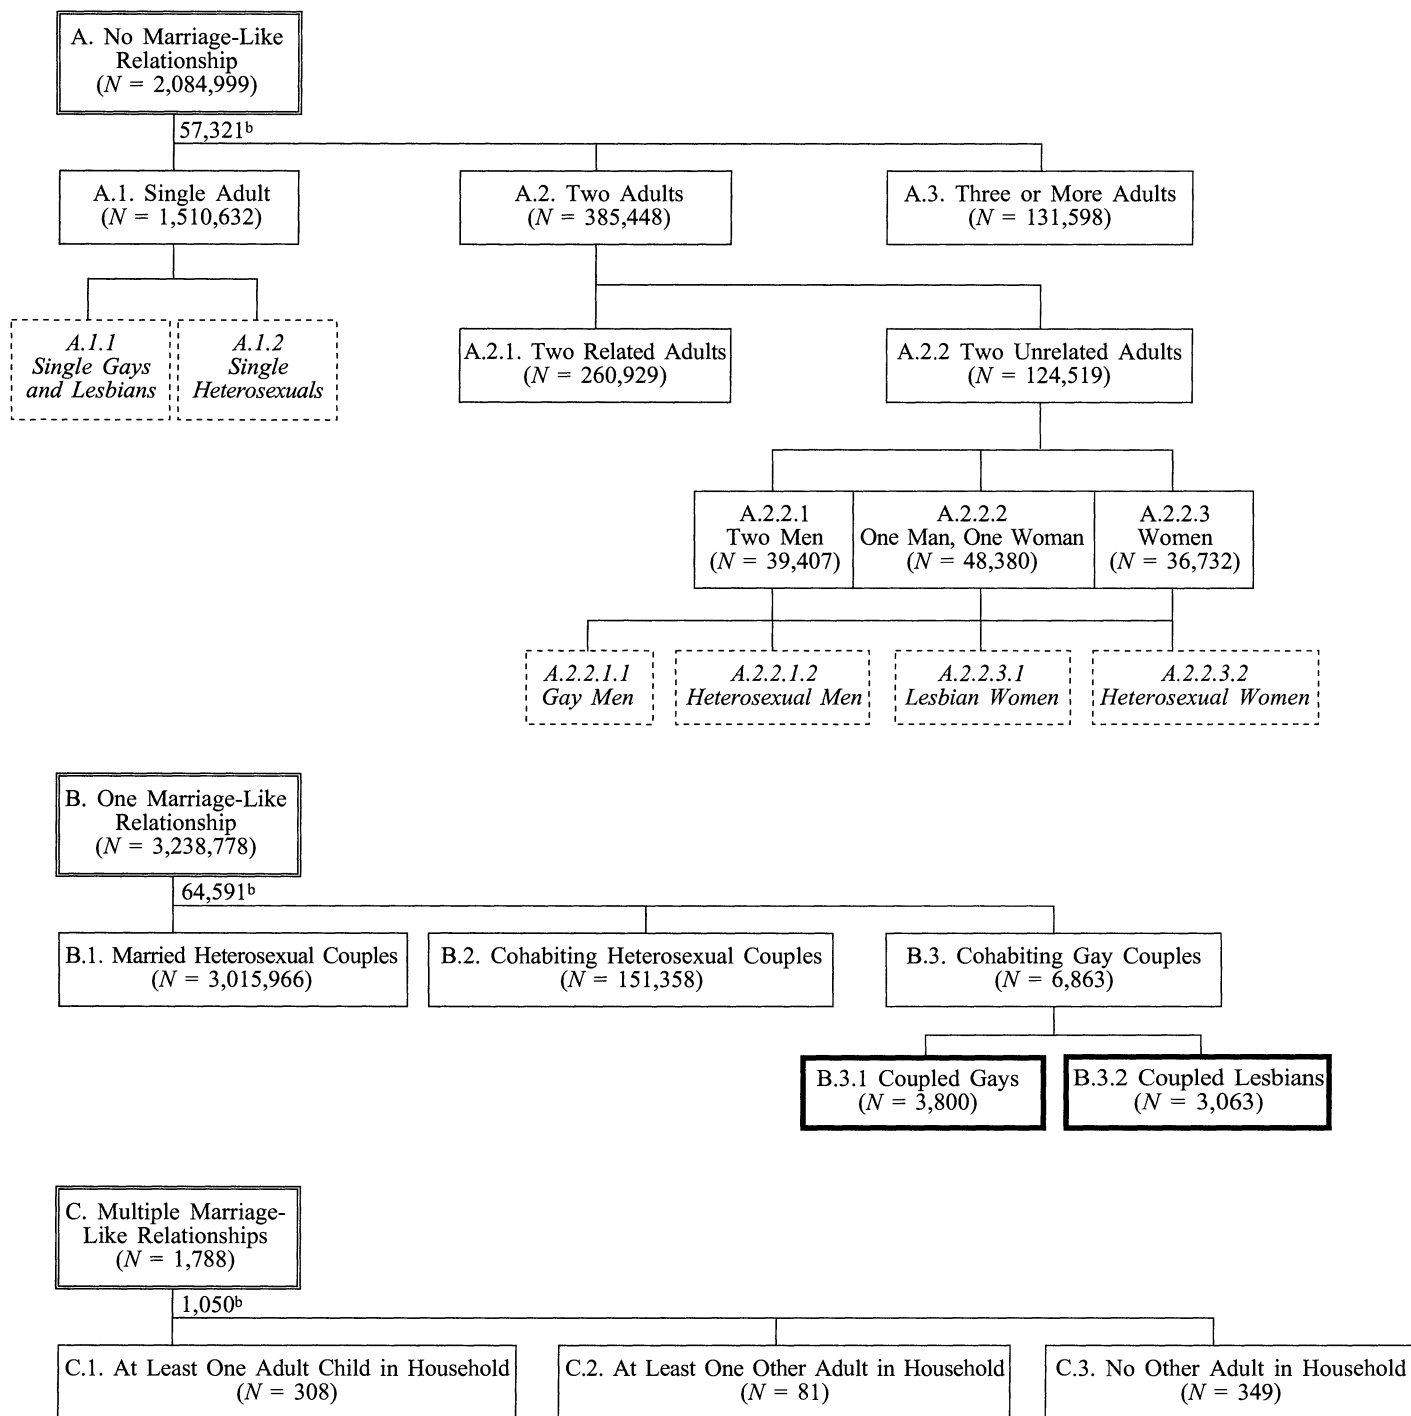 A. No Marriage-Like
Relationship
(N = 2,084,999)
57,321ᵇ
A.1. Single Adult
(N = 1,510,632)
A.2. Two Adults
(N = 385,448)
A.3. Three or More Adults
(N = 131,598)
A.1.1
Single Gays
and Lesbians
A.1.2
Single
Heterosexuals
A.2.1. Two Related Adults
(N = 260,929)
A.2.2 Two Unrelated Adults
(N = 124,519)
A.2.2.1
Two Men
(N = 39,407)
A.2.2.2
One Man, One Woman
(N = 48,380)
A.2.2.3
Women
(N = 36,732)
A.2.2.1.1
Gay Men
A.2.2.1.2
Heterosexual Men
A.2.2.3.1
Lesbian Women
A.2.2.3.2
Heterosexual Women
B. One Marriage-Like
Relationship
(N = 3,238,778)
64,591ᵇ
B.1. Married Heterosexual Couples
(N = 3,015,966)
B.2. Cohabiting Heterosexual Couples
(N = 151,358)
B.3. Cohabiting Gay Couples
(N = 6,863)
B.3.1 Coupled Gays
(N = 3,800)
B.3.2 Coupled Lesbians
(N = 3,063)
C. Multiple Marriage-
Like Relationships
(N = 1,788)
1,050ᵇ
C.1. At Least One Adult Child in Household
(N = 308)
C.2. At Least One Other Adult in Household
(N = 81)
C.3. No Other Adult in Household
(N = 349)